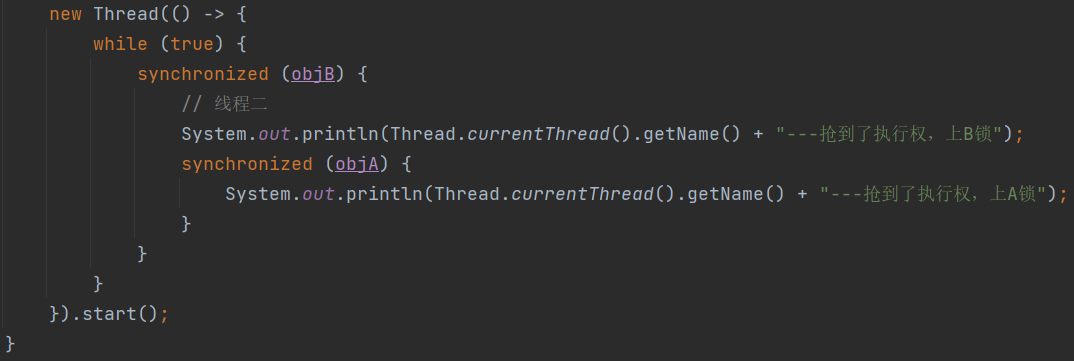 new Thread(() -> {
while (true) {
synchronized (objB) {
// 线程二
System.out.println(Thread.currentThread().getName() + "---抢到了执行权，上B锁");
synchronized (objA) {
System.out.println(Thread.currentThread().getName() + "---抢到了执行权，上A锁");
}
}
}
}).start();
}